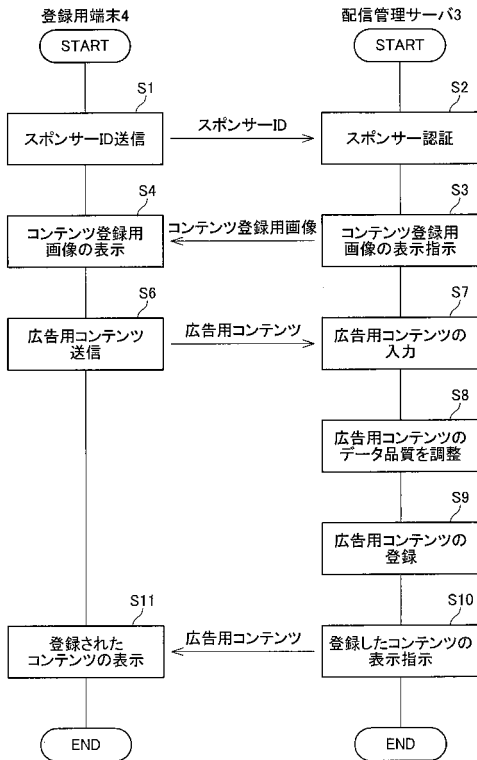 登録用端末4
配信管理サーバ3
START
START
S1
S2
スポンサーID送信
スポンサーID
スポンサー認証
S4
S3
コンテンツ登録用
画像の表示
コンテンツ登録用画像
コンテンツ登録用
画像の表示指示
S6
S7
広告用コンテンツ
送信
広告用コンテンツ
広告用コンテンツの
入力
S8
広告用コンテンツの
データ品質を調整
S9
広告用コンテンツの
登録
S11
S10
登録された
コンテンツの表示
広告用コンテンツ
登録したコンテンツの
表示指示
END
END